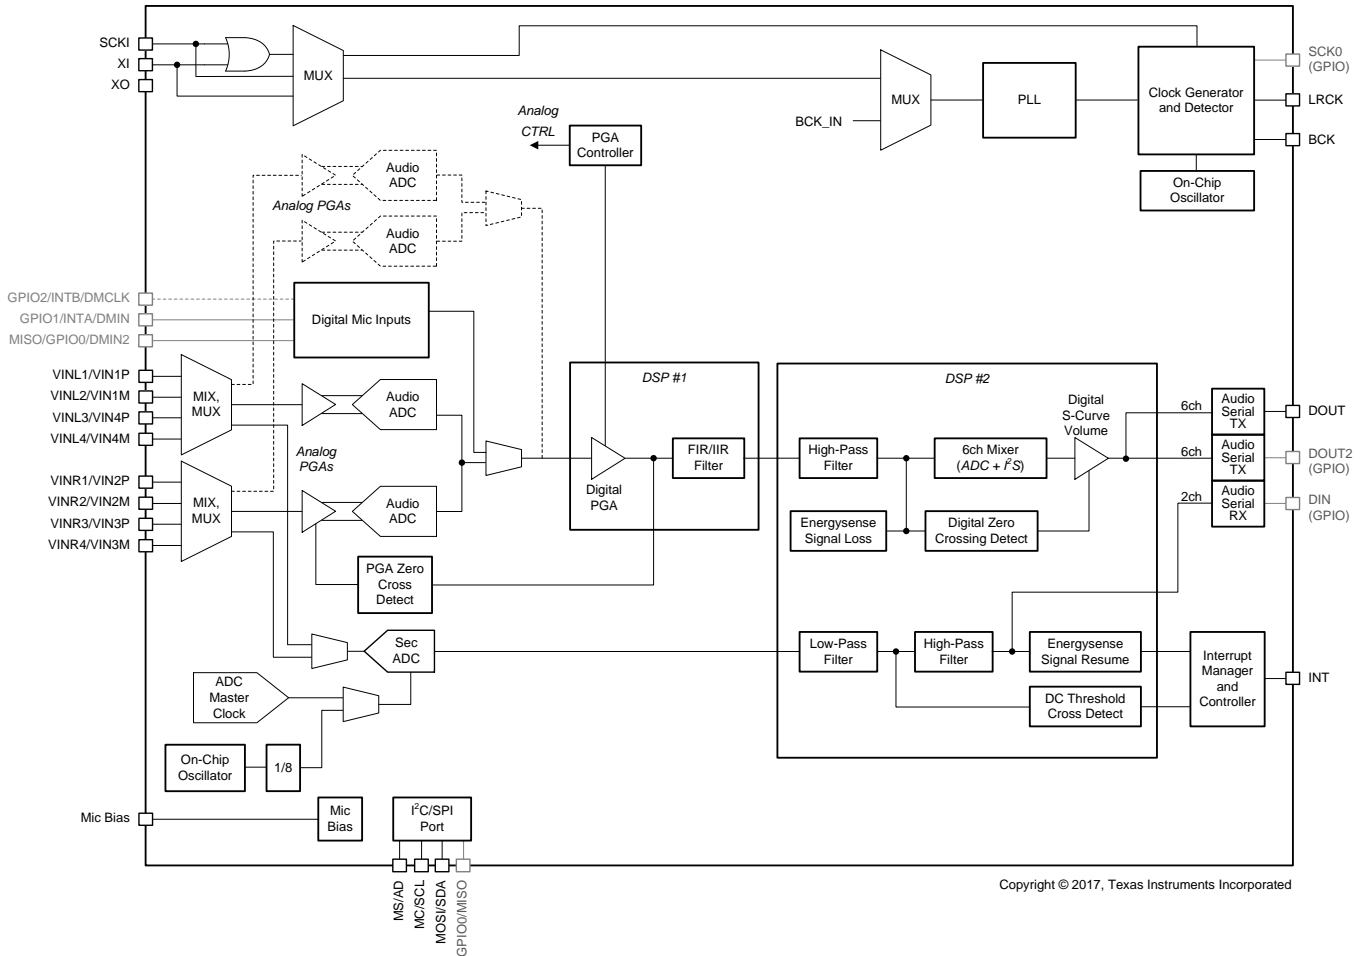 SCKI
XI
XO
MUX
Analog
CTRL
PGA
Controller
BCK_IN
MUX
PLL
Clock Generator
and Detector
On-Chip
Oscillator
SCK0
(GPIO)
LRCK
BCK
Audio
ADC
Analog PGAs
Audio
ADC
GPIO2/INTB/DMCLK
GPIO1/INTA/DMIN
MISO/GPIO0/DMIN2
Digital Mic Inputs
VINL1/VIN1P
VINL2/VIN1M
VINL3/VIN4P
VINL4/VIN4M
MIX,
MUX
Audio
ADC
Analog
PGAs
VINR1/VIN2P
VINR2/VIN2M
VINR3/VIN3P
VINR4/VIN3M
MIX,
MUX
Audio
ADC
PGA Zero
Cross
Detect
DSP #1
Digital
PGA
FIR/IIR
Filter
DSP #2
High-Pass
Filter
6ch Mixer
(ADC + I²S)
Digital
S-Curve
Volume
Energysense
Signal Loss
Digital Zero
Crossing Detect
6ch
Audio
Serial
TX
DOUT
6ch
Audio
Serial
TX
DOUT2
(GPIO)
2ch
Audio
Serial
RX
DIN
(GPIO)
Sec
ADC
Low-Pass
Filter
High-Pass
Filter
Energysense
Signal Resume
DC Threshold
Cross Detect
Interrupt
Manager
and
Controller
INT
ADC
Master
Clock
On-Chip
Oscillator
1/8
Mic Bias
Mic
Bias
I²C/SPI
Port
MS/AD
MC/SCL
MOSI/SDA
GPIO0/MISO
Copyright © 2017, Texas Instruments Incorporated